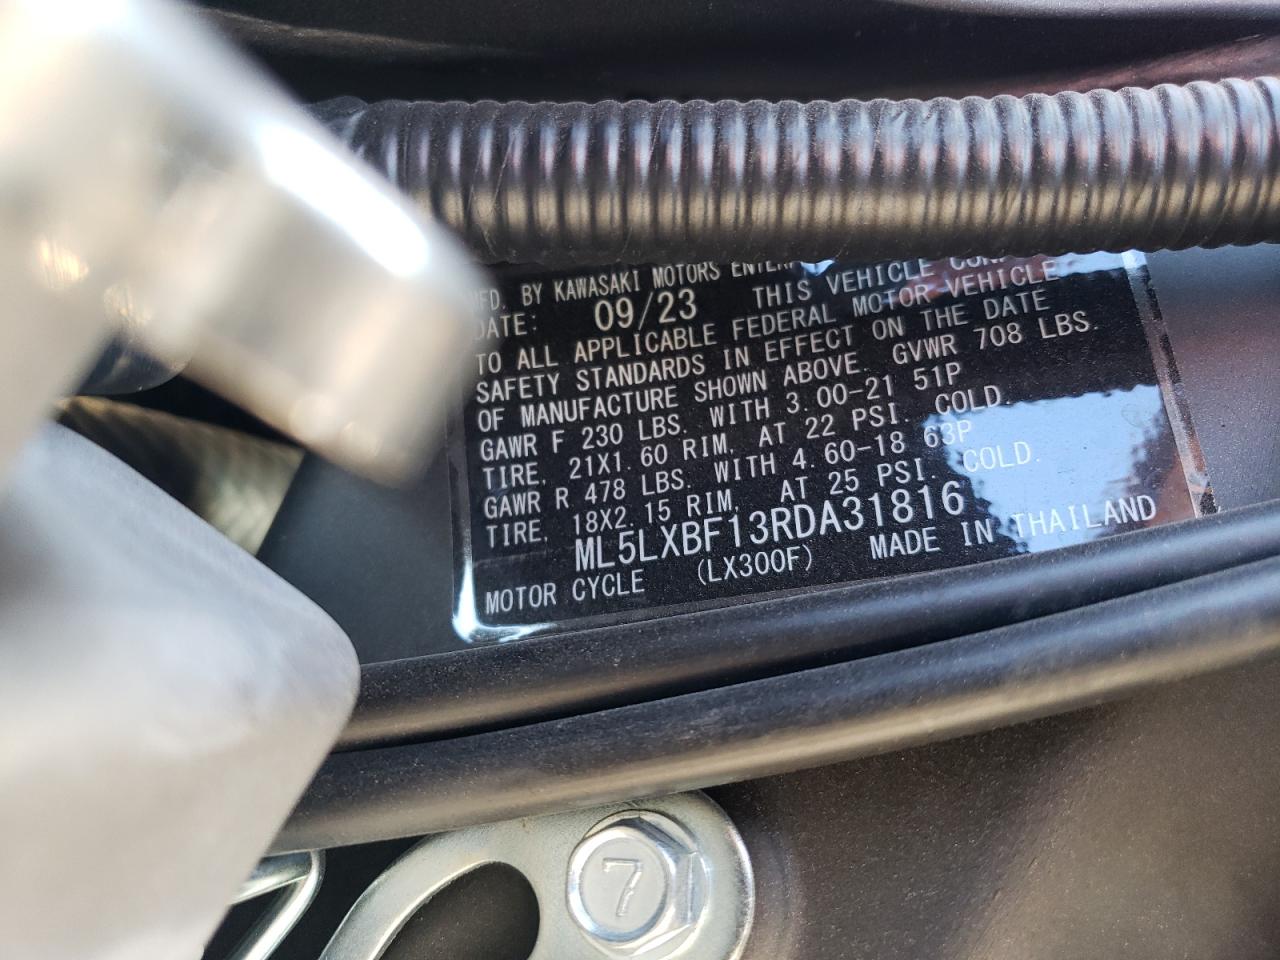 MFD. BY KAWASAKI MOTORS
DATE: 09/23 THIS VEHICLE
TO ALL APPLICABLE FEDERAL MOTOR VEHICLE
SAFETY STANDARDS IN EFFECT ON THE DATE
OF MANUFACTURE SHOWN ABOVE. GVWR 708 LBS.
GAWR F 230 LBS. WITH 3.00-21 51P
TIRE, 21X1.60 RIM, AT 22 PSI. COLD.
GAWR R 478 LBS. WITH 4.60-18 63P
TIRE, 18X2.15 RIM, AT 25 PSI. COLD.
ML5LXBF13RDA31816
MOTOR CYCLE (LX300F) MADE IN THAILAND
7